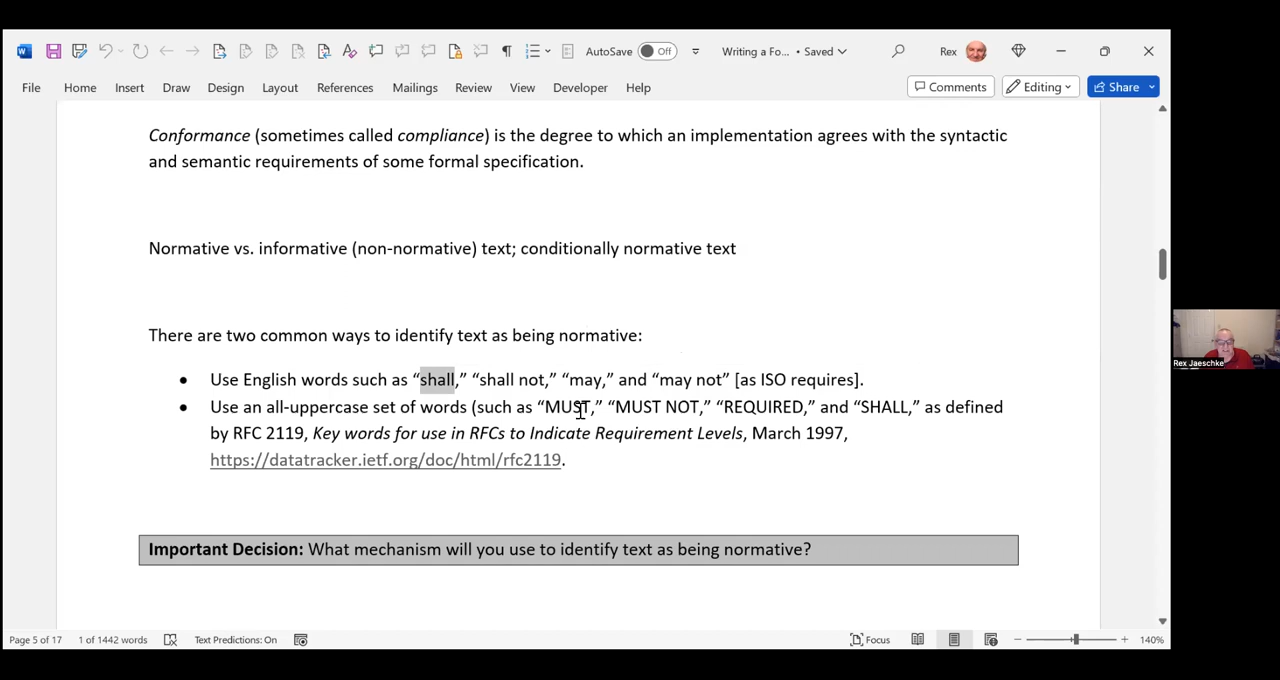 AutoSave Off Writing a Fo... • Saved Rex
File Home Insert Draw Design Layout References Mailings Review View Developer Help Comments Editing Share
Conformance (sometimes called compliance) is the degree to which an implementation agrees with the syntactic
and semantic requirements of some formal specification.
Normative vs. informative (non-normative) text; conditionally normative text
There are two common ways to identify text as being normative:
• Use English words such as “shall,” “shall not,” “may,” and “may not” [as ISO requires].
• Use an all-uppercase set of words (such as “MUST,” “MUST NOT,” “REQUIRED,” and “SHALL,” as defined
by RFC 2119, Key words for use in RFCs to Indicate Requirement Levels, March 1997,
https://datatracker.ietf.org/doc/html/rfc2119.
Important Decision: What mechanism will you use to identify text as being normative?
Rex Jaeschke
Page 5 of 17 1 of 1442 words Text Predictions: On Focus 140%